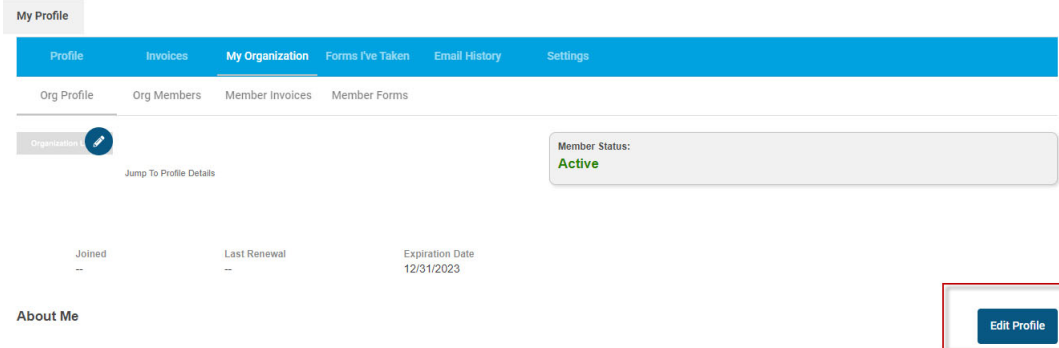 My Profile
Profile Invoices My Organization Forms I've Taken Email History Settings
Org Profile Org Members Member Invoices Member Forms
Organization
Member Status:
Active
Jump To Profile Details
Joined Last Renewal Expiration Date
-- -- 12/31/2023
About Me
Edit Profile